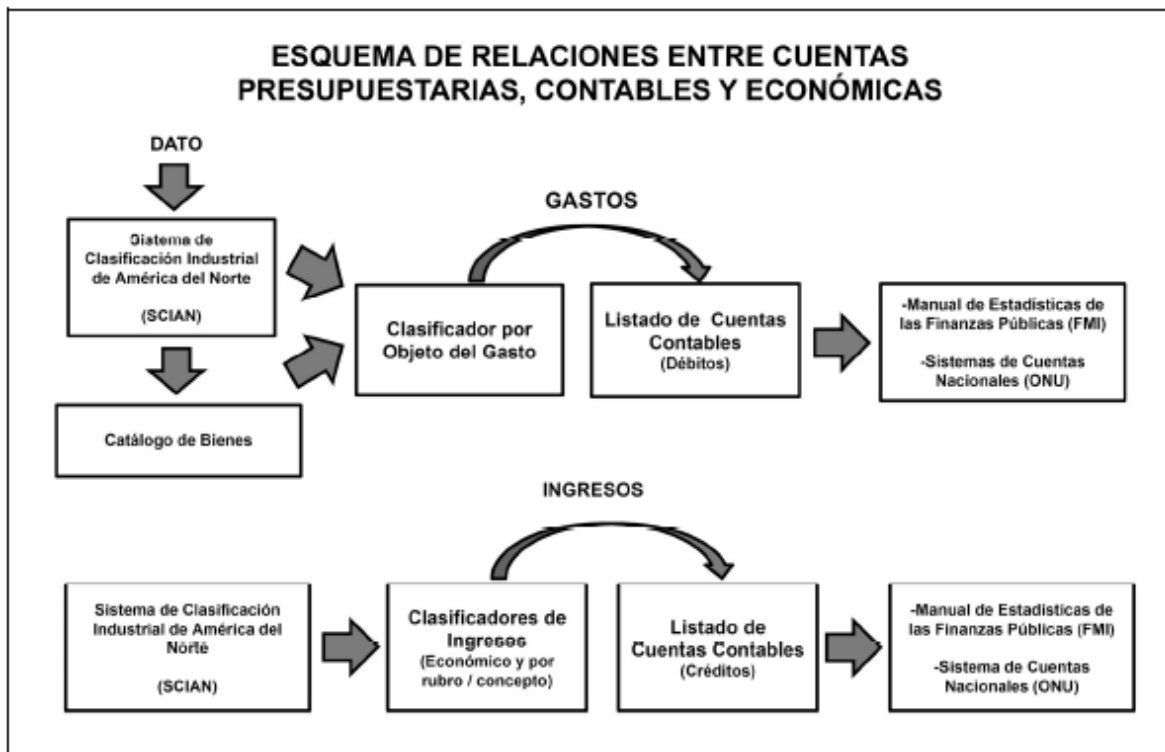 ESQUEMA DE RELACIONES ENTRE CUENTAS
PRESUPUESTARIAS, CONTABLES Y ECONÓMICAS
DATO
GASTOS
Sistema de
Clasificación Industrial
de América del Norte
(SCIAN)
Clasificador por
Objeto del Gasto
Listado de Cuentas
Contables
(Débitos)
-Manual de Estadísticas de
las Finanzas Públicas (FMI)
-Sistemas de Cuentas
Nacionales (ONU)
Catálogo de Bienes
INGRESOS
Sistema de Clasificación
Industrial de América del
Norte
(SCIAN)
Clasificadores de
Ingresos
(Económico y por
rubro / concepto)
Listado de
Cuentas Contables
(Créditos)
-Manual de Estadísticas de
las Finanzas Públicas (FMI)
-Sistema de Cuentas
Nacionales (ONU)